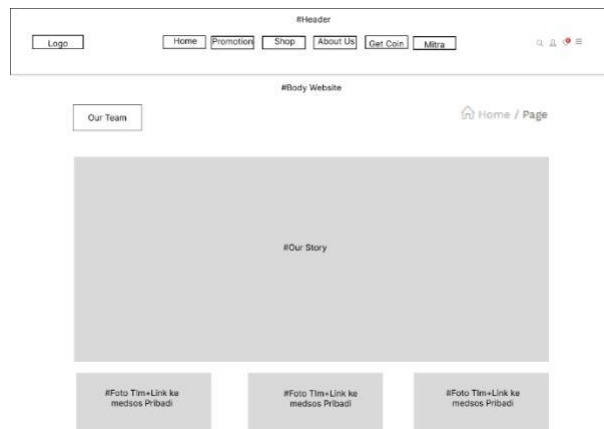 #Header
Logo Home Promotion Shop About Us Get Coin Mitra
#Body Website
Our Team
Home / Page
#Our Story
#Foto TIm+Link ke
medsos Pribadi
#Foto TIm+Link ke
medsos Pribadi
#Foto TIm+Link ke
medsos Pribadi